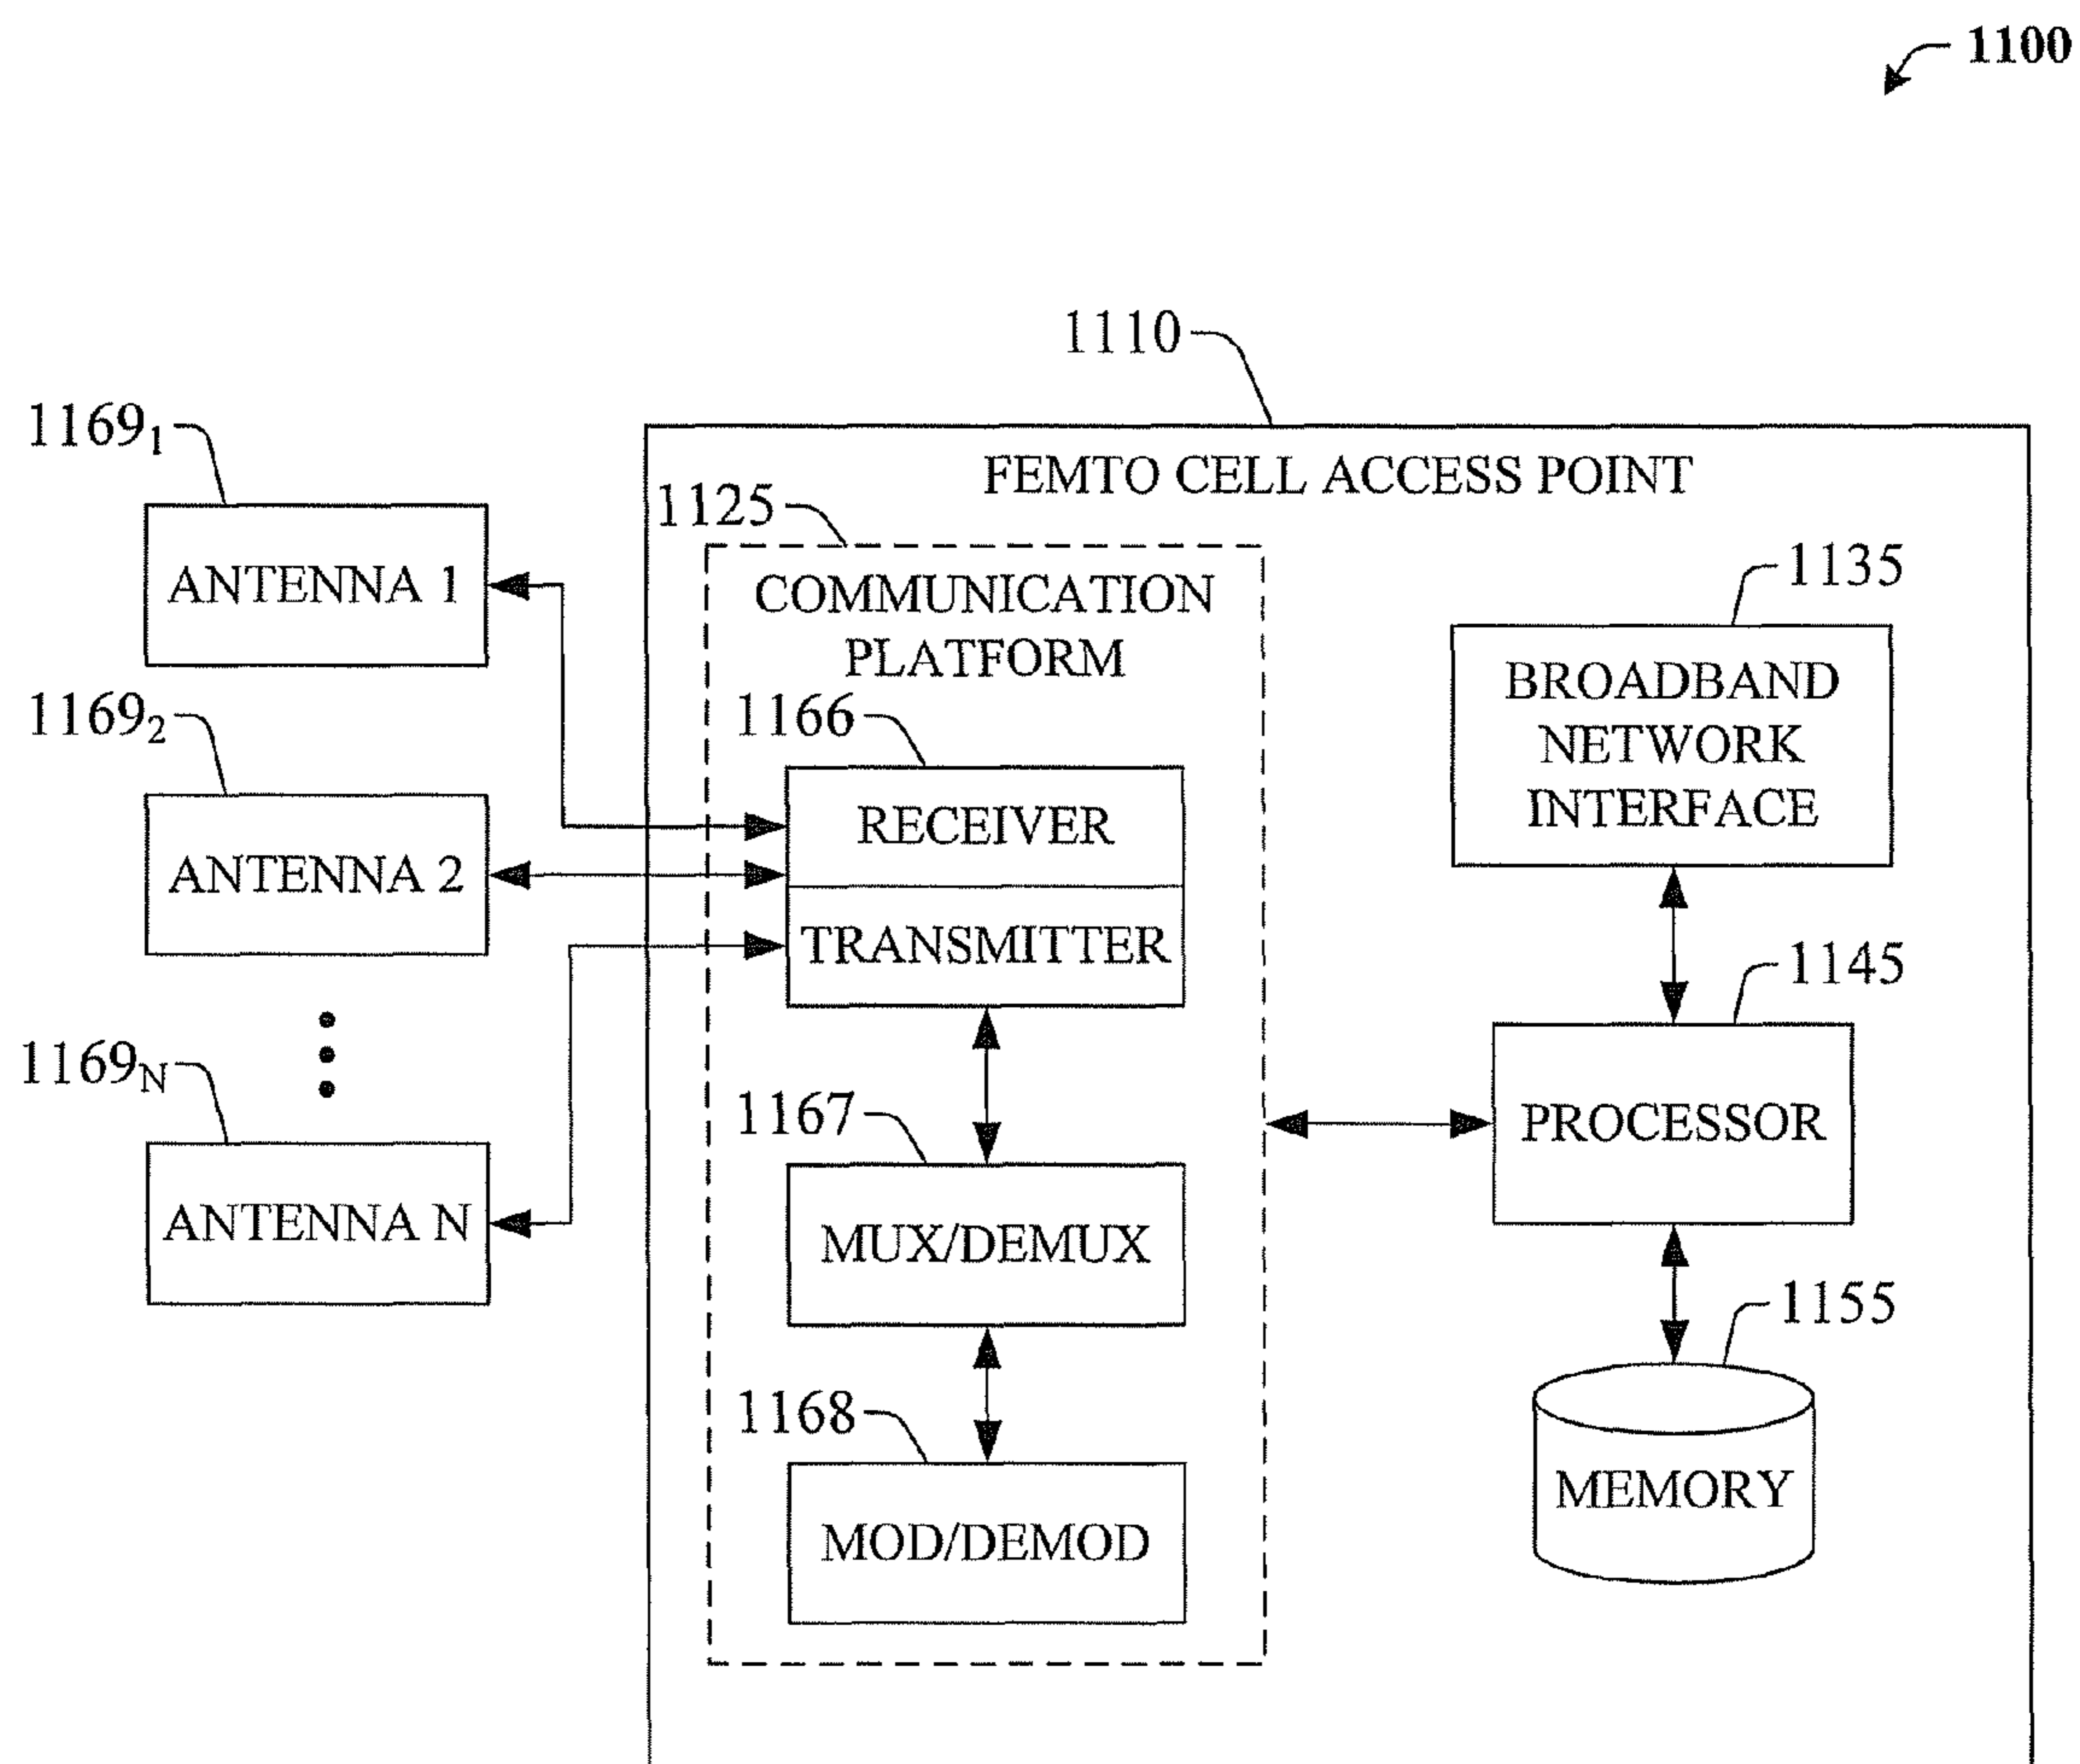 1100
1110
FEMTO CELL ACCESS POINT
1169₁
ANTENNA 1
1169₂
ANTENNA 2
1169ₙ
ANTENNA N
1125
COMMUNICATION
PLATFORM
1166
RECEIVER
TRANSMITTER
1167
MUX/DEMUX
1168
MOD/DEMOD
1135
BROADBAND
NETWORK
INTERFACE
1145
PROCESSOR
1155
MEMORY